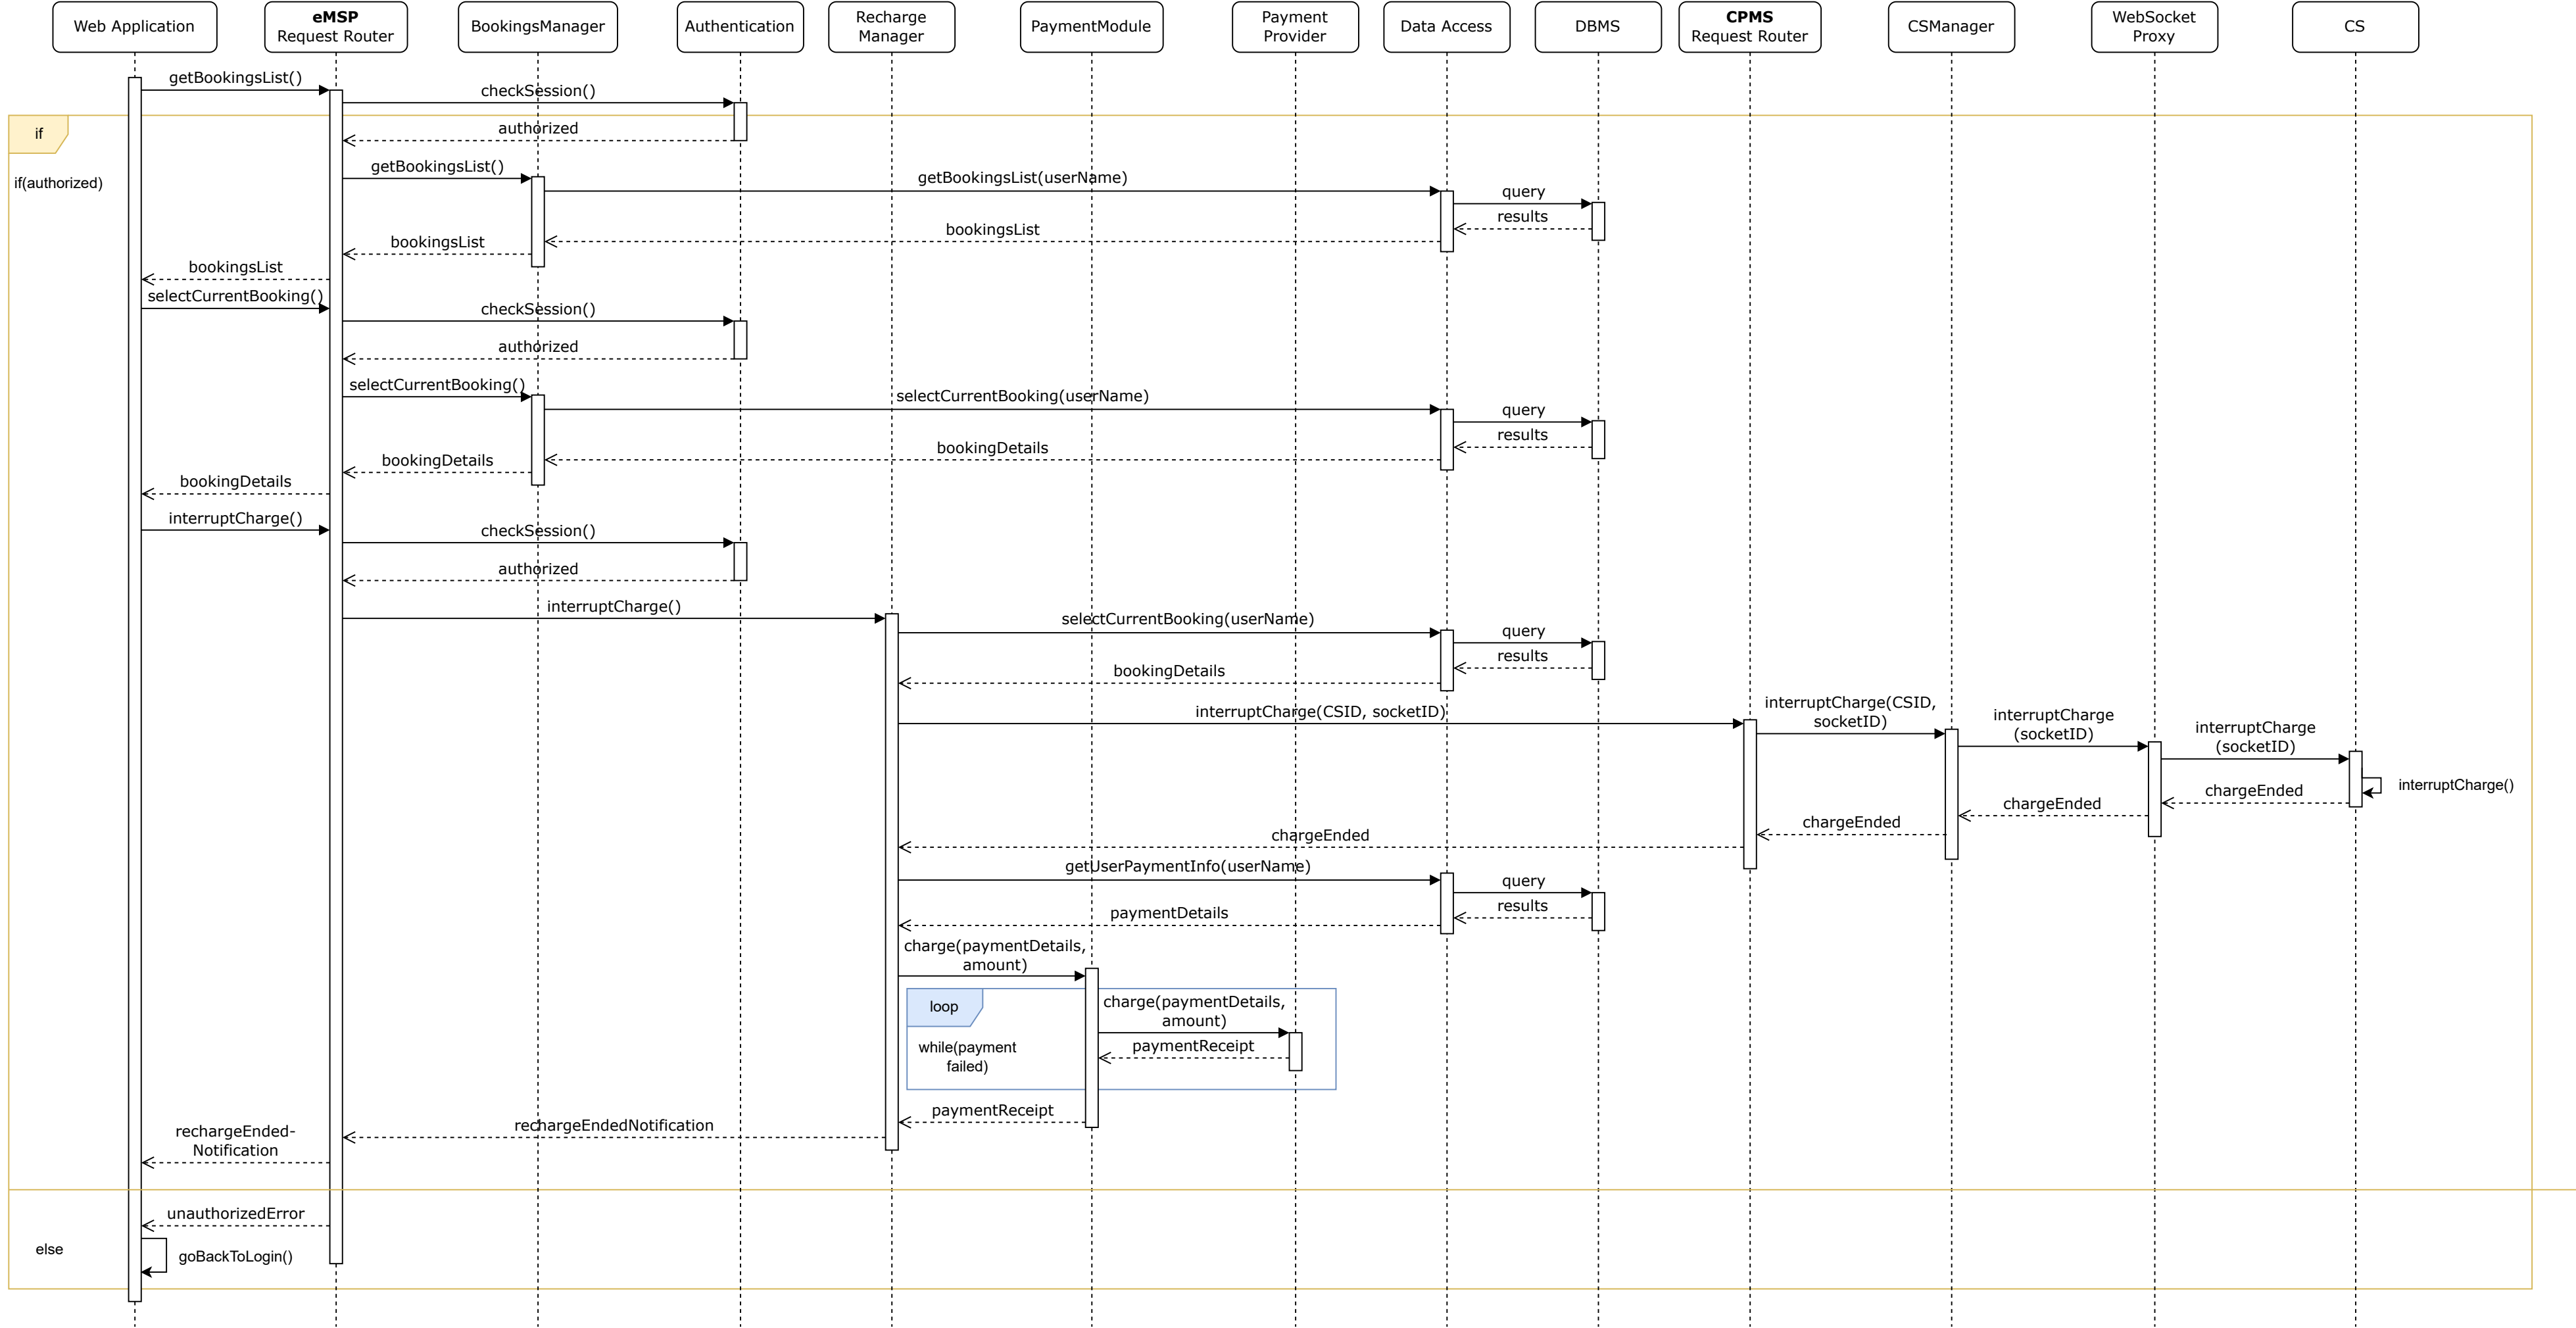 Web Application
eMSP
Request Router
BookingsManager
Authentication
Recharge
Manager
PaymentModule
Payment
Provider
Data Access
DBMS
CPMS
Request Router
CSManager
WebSocket
Proxy
CS
getBookingsList()
checkSession()
if
authorized
if(authorized)
getBookingsList()
getBookingsList(userName)
query
results
bookingsList
bookingsList
bookingsList
selectCurrentBooking()
checkSession()
authorized
selectCurrentBooking()
selectCurrentBooking(userName)
query
results
bookingDetails
bookingDetails
bookingDetails
interruptCharge()
checkSession()
authorized
interruptCharge()
selectCurrentBooking(userName)
query
results
bookingDetails
interruptCharge(CSID, socketID)
interruptCharge(CSID,
socketID)
interruptCharge
(socketID)
interruptCharge
(socketID)
interruptCharge()
chargeEnded
chargeEnded
chargeEnded
chargeEnded
getUserPaymentInfo(userName)
query
results
paymentDetails
charge(paymentDetails,
amount)
loop
charge(paymentDetails,
amount)
while(payment
failed)
paymentReceipt
paymentReceipt
rechargeEndedNotification
rechargeEnded-
Notification
unauthorizedError
else
goBackToLogin()